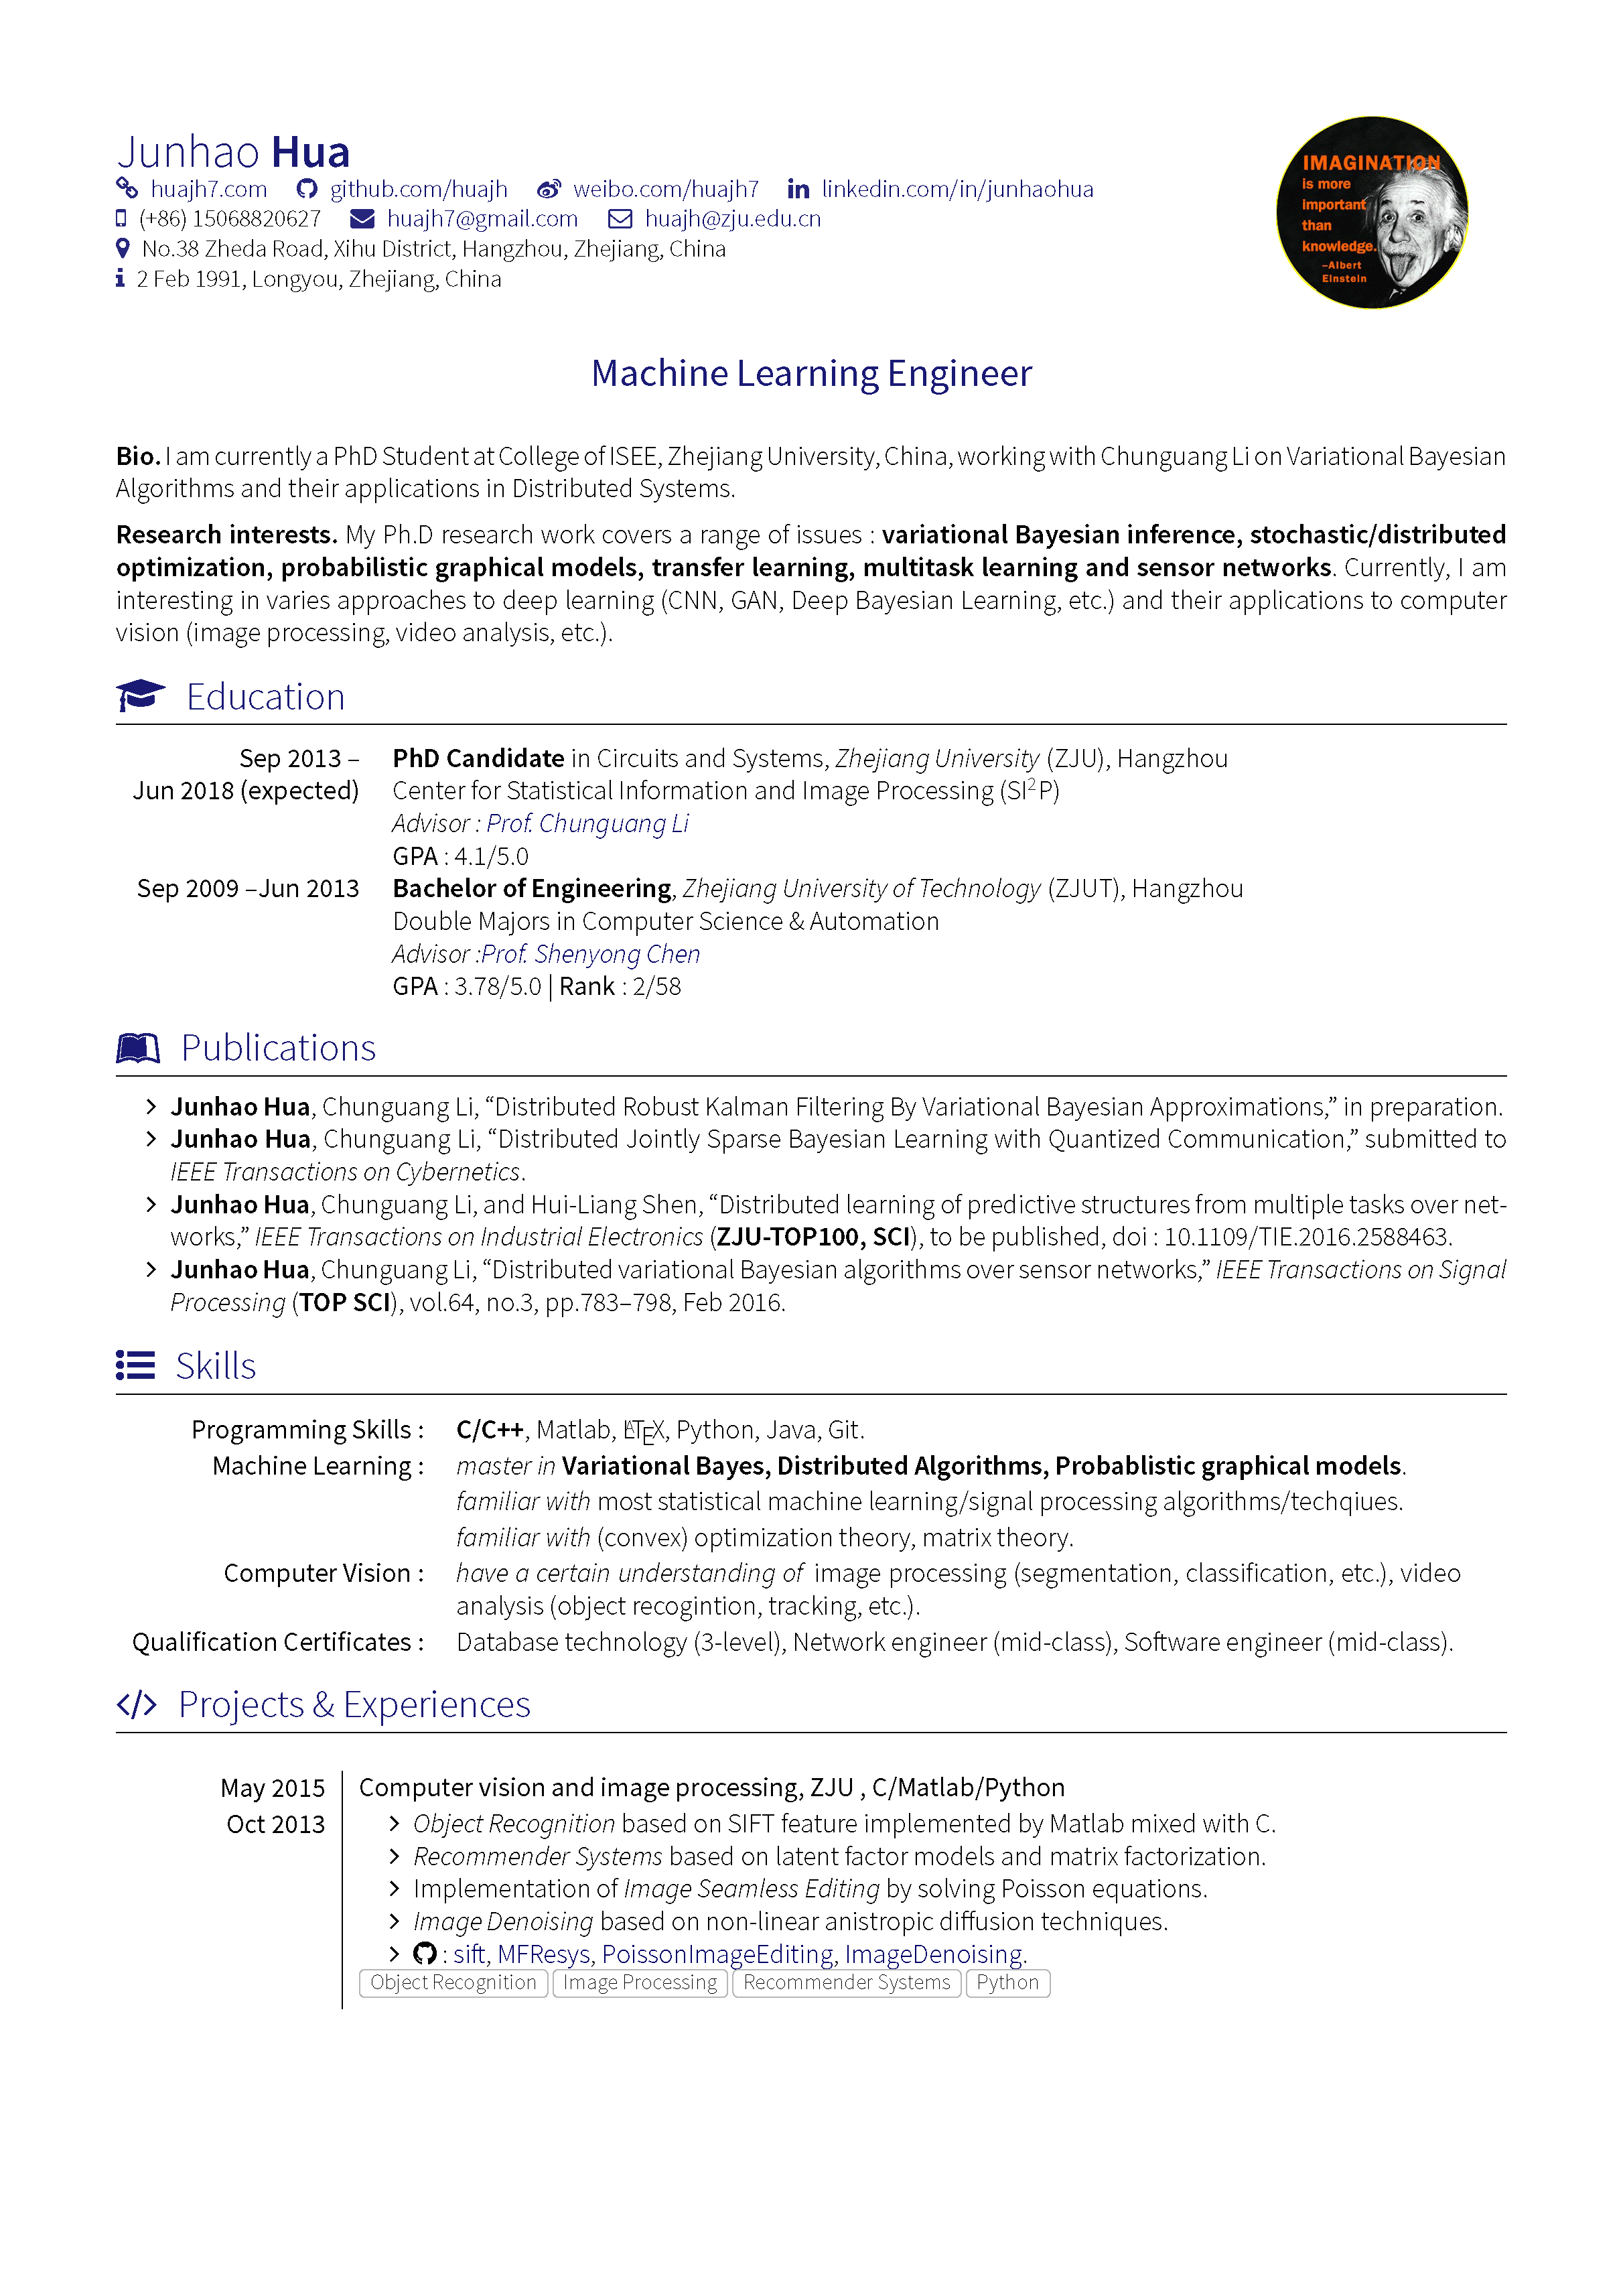 Junhao Hua
huajh7.com github.com/huajh weibo.com/huajh7 linkedin.com/in/junhaohua
(+86) 15068820627 huajh7@gmail.com huajh@zju.edu.cn
No.38 Zheda Road, Xihu District, Hangzhou, Zhejiang, China
2 Feb 1991, Longyou, Zhejiang, China
IMAGINATION
is more
important
than
knowledge.
–Albert
Einstein
Machine Learning Engineer
Bio. I am currently a PhD Student at College of ISEE, Zhejiang University, China, working with Chunguang Li on Variational Bayesian
Algorithms and their applications in Distributed Systems.
Research interests. My Ph.D research work covers a range of issues : variational Bayesian inference, stochastic/distributed
optimization, probabilistic graphical models, transfer learning, multitask learning and sensor networks. Currently, I am
interesting in varies approaches to deep learning (CNN, GAN, Deep Bayesian Learning, etc.) and their applications to computer
vision (image processing, video analysis, etc.).
Education
Sep 2013 – PhD Candidate in Circuits and Systems, Zhejiang University (ZJU), Hangzhou
Jun 2018 (expected) Center for Statistical Information and Image Processing (SI²P)
Advisor : Prof. Chunguang Li
GPA : 4.1/5.0
Sep 2009 –Jun 2013 Bachelor of Engineering, Zhejiang University of Technology (ZJUT), Hangzhou
Double Majors in Computer Science & Automation
Advisor :Prof. Shenyong Chen
GPA : 3.78/5.0 | Rank : 2/58
Publications
Junhao Hua, Chunguang Li, “Distributed Robust Kalman Filtering By Variational Bayesian Approximations,” in preparation.
Junhao Hua, Chunguang Li, “Distributed Jointly Sparse Bayesian Learning with Quantized Communication,” submitted to
IEEE Transactions on Cybernetics.
Junhao Hua, Chunguang Li, and Hui-Liang Shen, “Distributed learning of predictive structures from multiple tasks over net-
works,” IEEE Transactions on Industrial Electronics (ZJU-TOP100, SCI), to be published, doi : 10.1109/TIE.2016.2588463.
Junhao Hua, Chunguang Li, “Distributed variational Bayesian algorithms over sensor networks,” IEEE Transactions on Signal
Processing (TOP SCI), vol.64, no.3, pp.783–798, Feb 2016.
Skills
Programming Skills : C/C++, Matlab, LATEX, Python, Java, Git.
Machine Learning : master in Variational Bayes, Distributed Algorithms, Probablistic graphical models.
familiar with most statistical machine learning/signal processing algorithms/techqiues.
familiar with (convex) optimization theory, matrix theory.
Computer Vision : have a certain understanding of image processing (segmentation, classification, etc.), video
analysis (object recogintion, tracking, etc.).
Qualification Certificates : Database technology (3-level), Network engineer (mid-class), Software engineer (mid-class).
</> Projects & Experiences
May 2015 Computer vision and image processing, ZJU , C/Matlab/Python
Oct 2013 Object Recognition based on SIFT feature implemented by Matlab mixed with C.
Recommender Systems based on latent factor models and matrix factorization.
Implementation of Image Seamless Editing by solving Poisson equations.
Image Denoising based on non-linear anistropic diffusion techniques.
: sift, MFResys, PoissonImageEditing, ImageDenoising.
Object Recognition Image Processing Recommender Systems Python